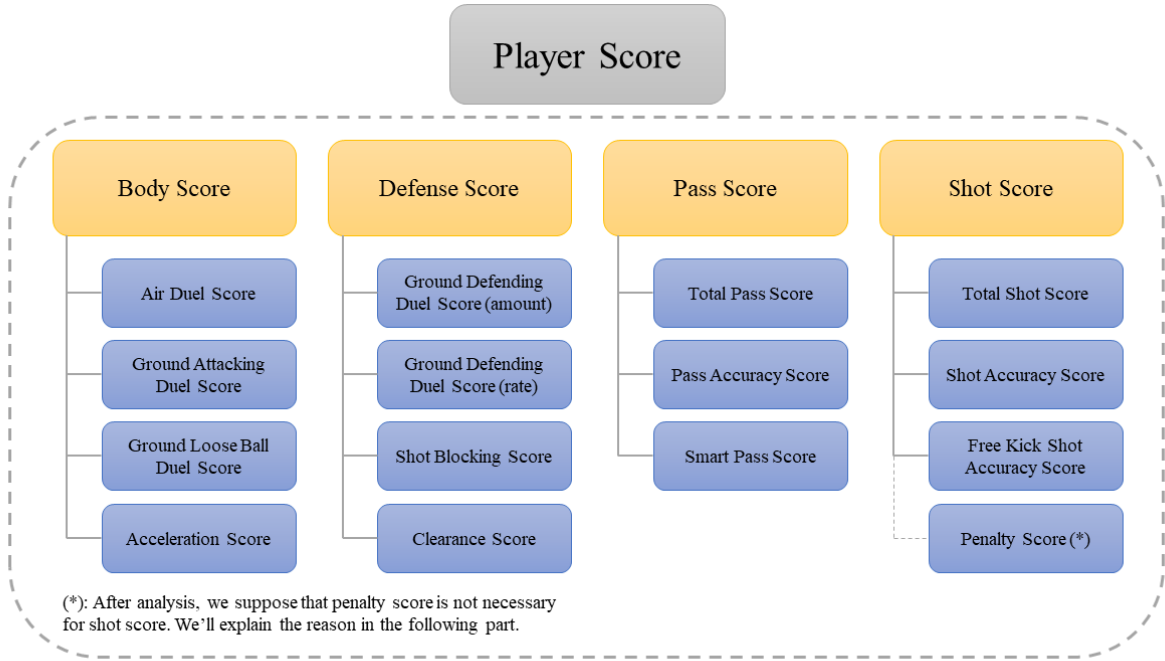 Player Score
Body Score
Air Duel Score
Ground Attacking
Duel Score
Ground Loose Ball
Duel Score
Acceleration Score
Defense Score
Ground Defending
Duel Score (amount)
Ground Defending
Duel Score (rate)
Shot Blocking Score
Clearance Score
Pass Score
Total Pass Score
Pass Accuracy Score
Smart Pass Score
Shot Score
Total Shot Score
Shot Accuracy Score
Free Kick Shot
Accuracy Score
Penalty Score (*)
(*): After analysis, we suppose that penalty score is not necessary
for shot score. We’ll explain the reason in the following part.